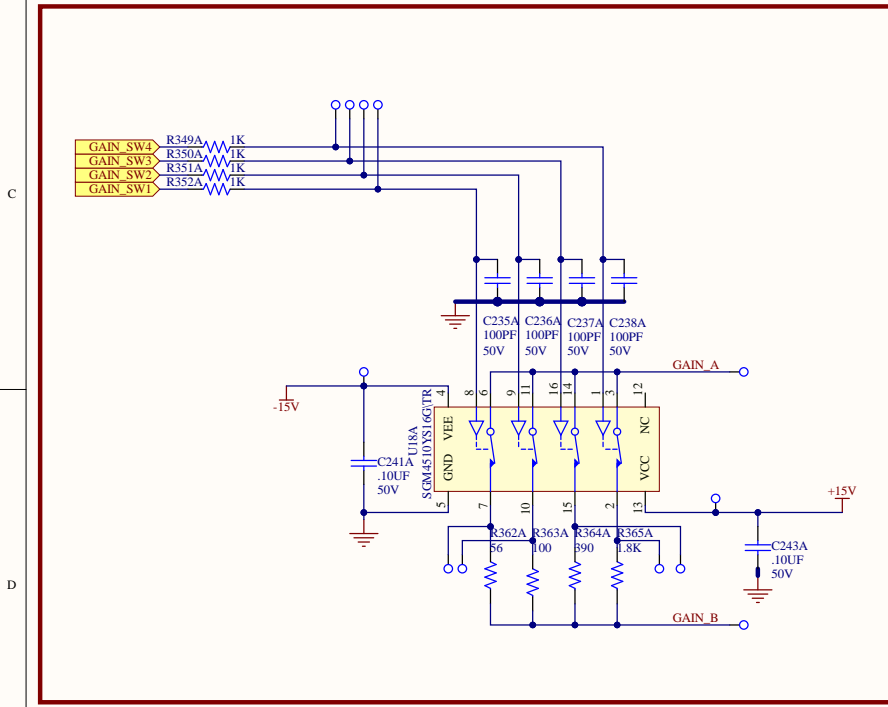 R349A 1K
GAIN_SW4
R350A 1K
GAIN_SW3
R351A 1K
GAIN_SW2
R352A 1K
GAIN_SW1
C
C235A C236A C237A C238A
100PF 100PF 100PF 100PF
50V 50V 50V 50V
GAIN_A
-15V
4 8 6 9 11 16 14 1 3 12
VEE NC
U18A
SGM4510YS16G\TR
GND VCC
C241A
.10UF
50V
+15V
5 7 10 15 2 13
R362A R363A R364A R365A
56 100 390 1.8K
C243A
.10UF
50V
D
GAIN_B